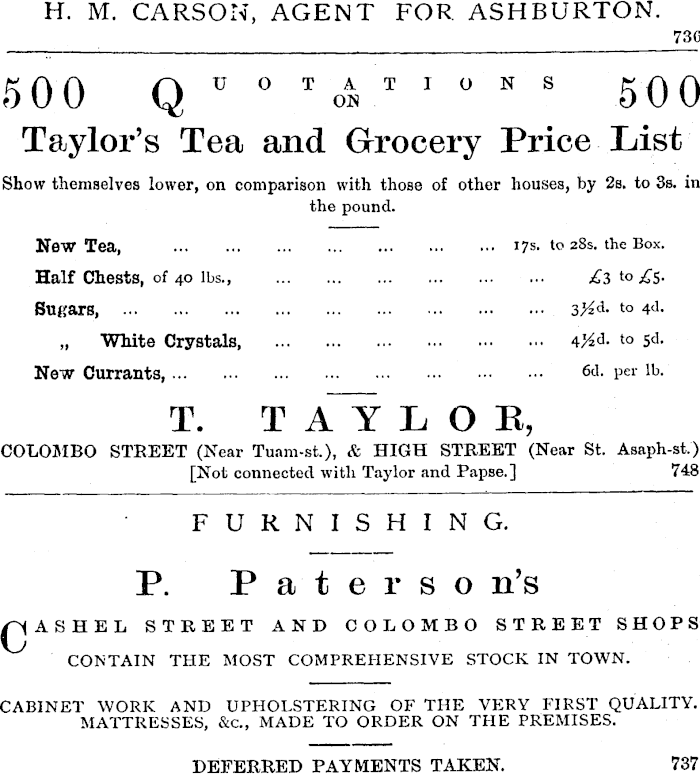 H. M. CARSON, AGENT FOR ASHBURTON.
736
500 QUOTATIONS 500
ON
Taylor's Tea and Grocery Price List
Show themselves lower, on comparison with those of other houses, by 2s. to 3s. in
the pound.
New Tea, ... ... ... ... ... ... ... 17s. to 28s. the Box.
Half Chests, of 40 lbs., ... ... ... ... ... ... £3 to £5.
Sugars, ... ... ... ... ... ... ... ... ... 3½d. to 4d.
„ White Crystals, ... ... ... ... ... ... 4½d. to 5d.
New Currants, ... ... ... ... ... ... ... ... 6d. per lb.
T. TAYLOR,
COLOMBO STREET (Near Tuam-st.), & HIGH STREET (Near St. Asaph-st.)
[Not connected with Taylor and Papse.] 748
FURNISHING.
P. Paterson's
CASHEL STREET AND COLOMBO STREET SHOPS
CONTAIN THE MOST COMPREHENSIVE STOCK IN TOWN.
CABINET WORK AND UPHOLSTERING OF THE VERY FIRST QUALITY.
MATTRESSES, &c., MADE TO ORDER ON THE PREMISES.
DEFERRED PAYMENTS TAKEN. 737